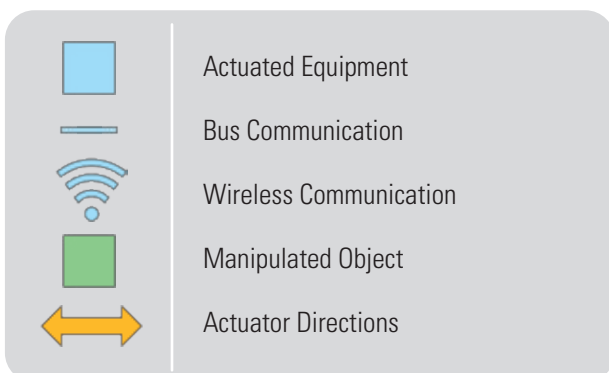 Actuated Equipment
Bus Communication
Wireless Communication
Manipulated Object
Actuator Directions